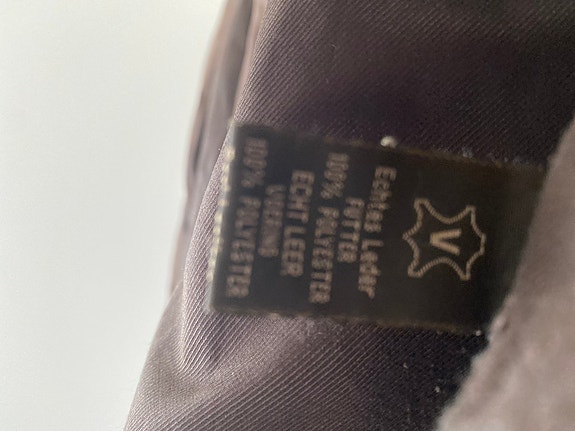 V
Echtes Leder
FUTTER
100% POLYESTER
ECHT LEER
VOERING
100% POLYESTER